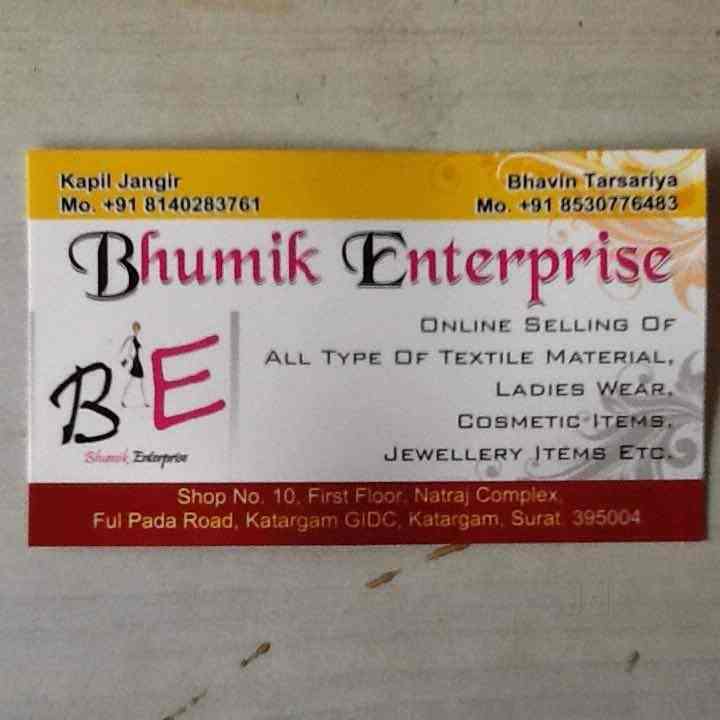 Kapil Jangir
Mo. +91 8140283761
Bhavin Tarsariya
Mo. +91 8530776483
Bhumik Enterprise
BE
Bhumik Enterprise
ONLINE SELLING OF
ALL TYPE OF TEXTILE MATERIAL,
LADIES WEAR,
COSMETIC ITEMS,
JEWELLERY ITEMS ETC.
Shop No. 10, First Floor, Natraj Complex,
Ful Pada Road, Katargam GIDC, Katargam, Surat. 395004